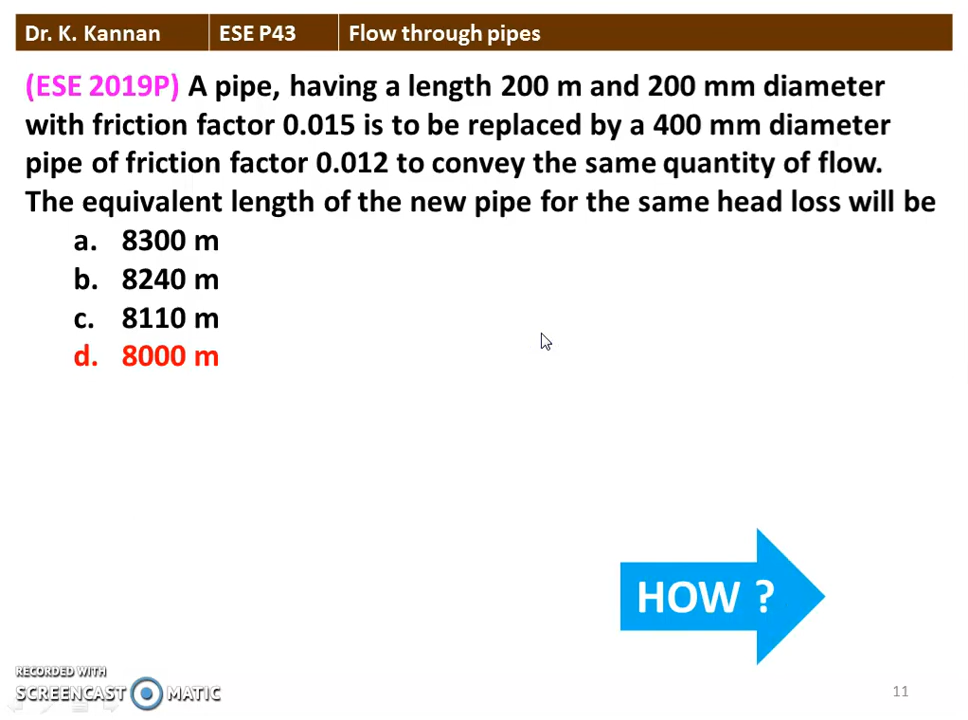 Dr. K. Kannan ESE P43 Flow through pipes
(ESE 2019P) A pipe, having a length 200 m and 200 mm diameter
with friction factor 0.015 is to be replaced by a 400 mm diameter
pipe of friction factor 0.012 to convey the same quantity of flow.
The equivalent length of the new pipe for the same head loss will be
a. 8300 m
b. 8240 m
c. 8110 m
d. 8000 m
HOW ?
RECORDED WITH
SCREENCAST MATIC
11